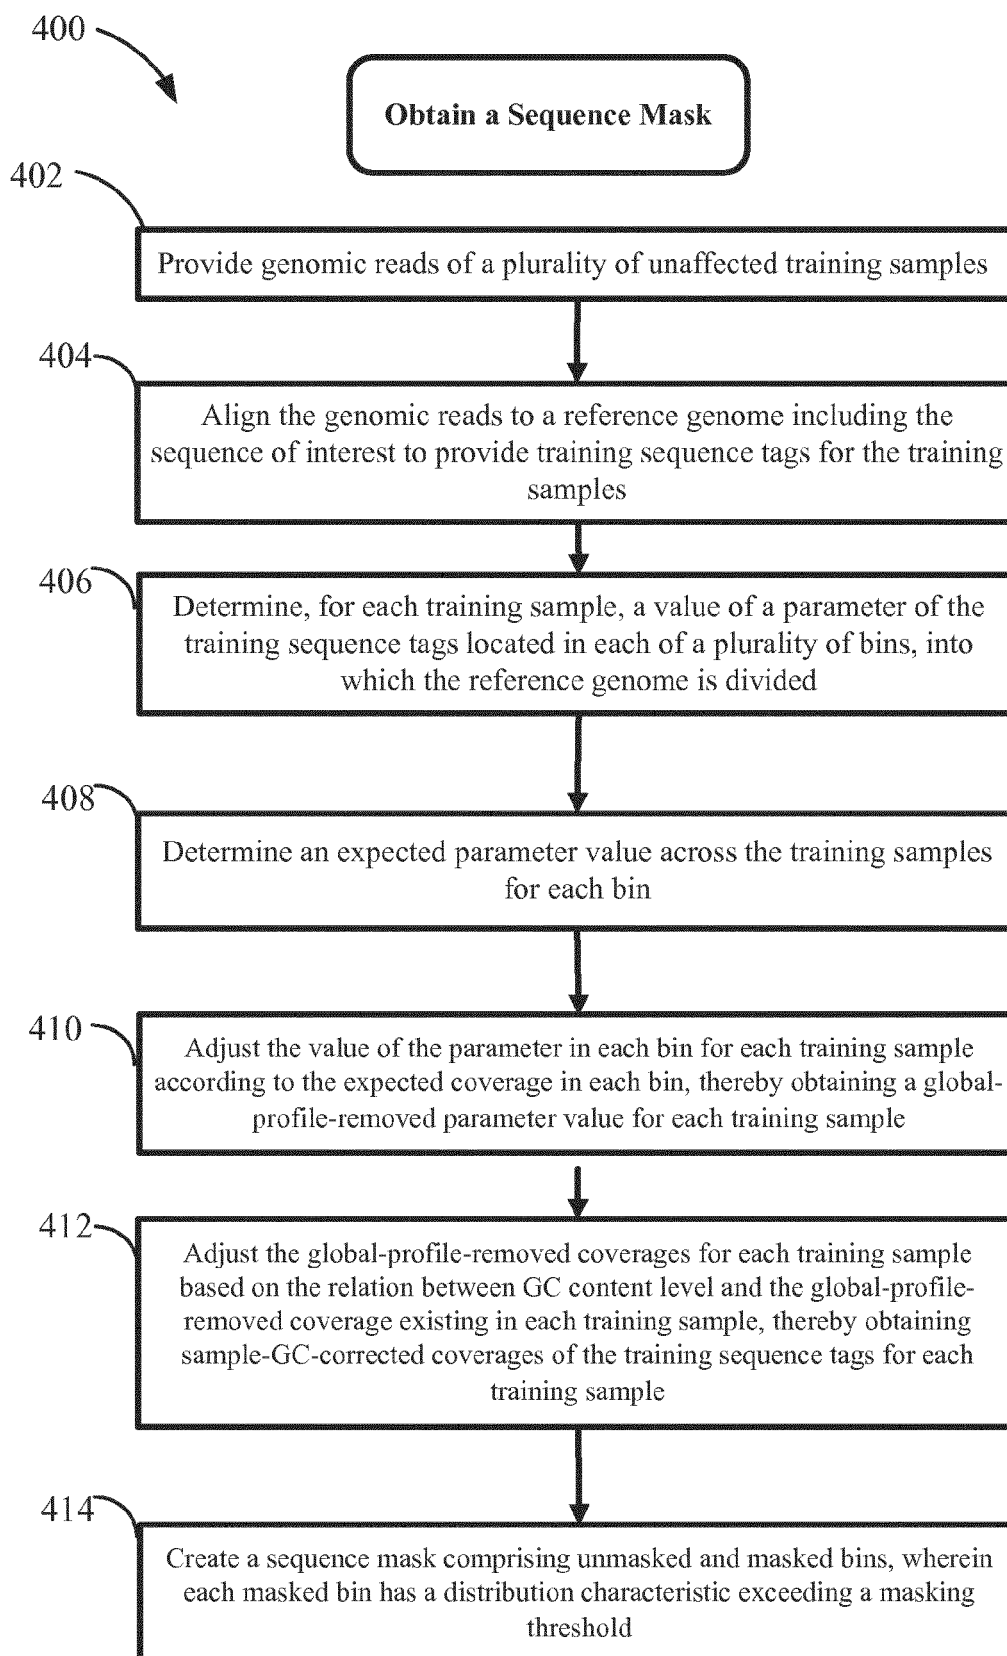 400
Obtain a Sequence Mask
402
Provide genomic reads of a plurality of unaffected training samples
404
Align the genomic reads to a reference genome including the
sequence of interest to provide training sequence tags for the training
samples
406
Determine, for each training sample, a value of a parameter of the
training sequence tags located in each of a plurality of bins, into
which the reference genome is divided
408
Determine an expected parameter value across the training samples
for each bin
410
Adjust the value of the parameter in each bin for each training sample
according to the expected coverage in each bin, thereby obtaining a global-
profile-removed parameter value for each training sample
412
Adjust the global-profile-removed coverages for each training sample
based on the relation between GC content level and the global-profile-
removed coverage existing in each training sample, thereby obtaining
sample-GC-corrected coverages of the training sequence tags for each
training sample
414
Create a sequence mask comprising unmasked and masked bins, wherein
each masked bin has a distribution characteristic exceeding a masking
threshold